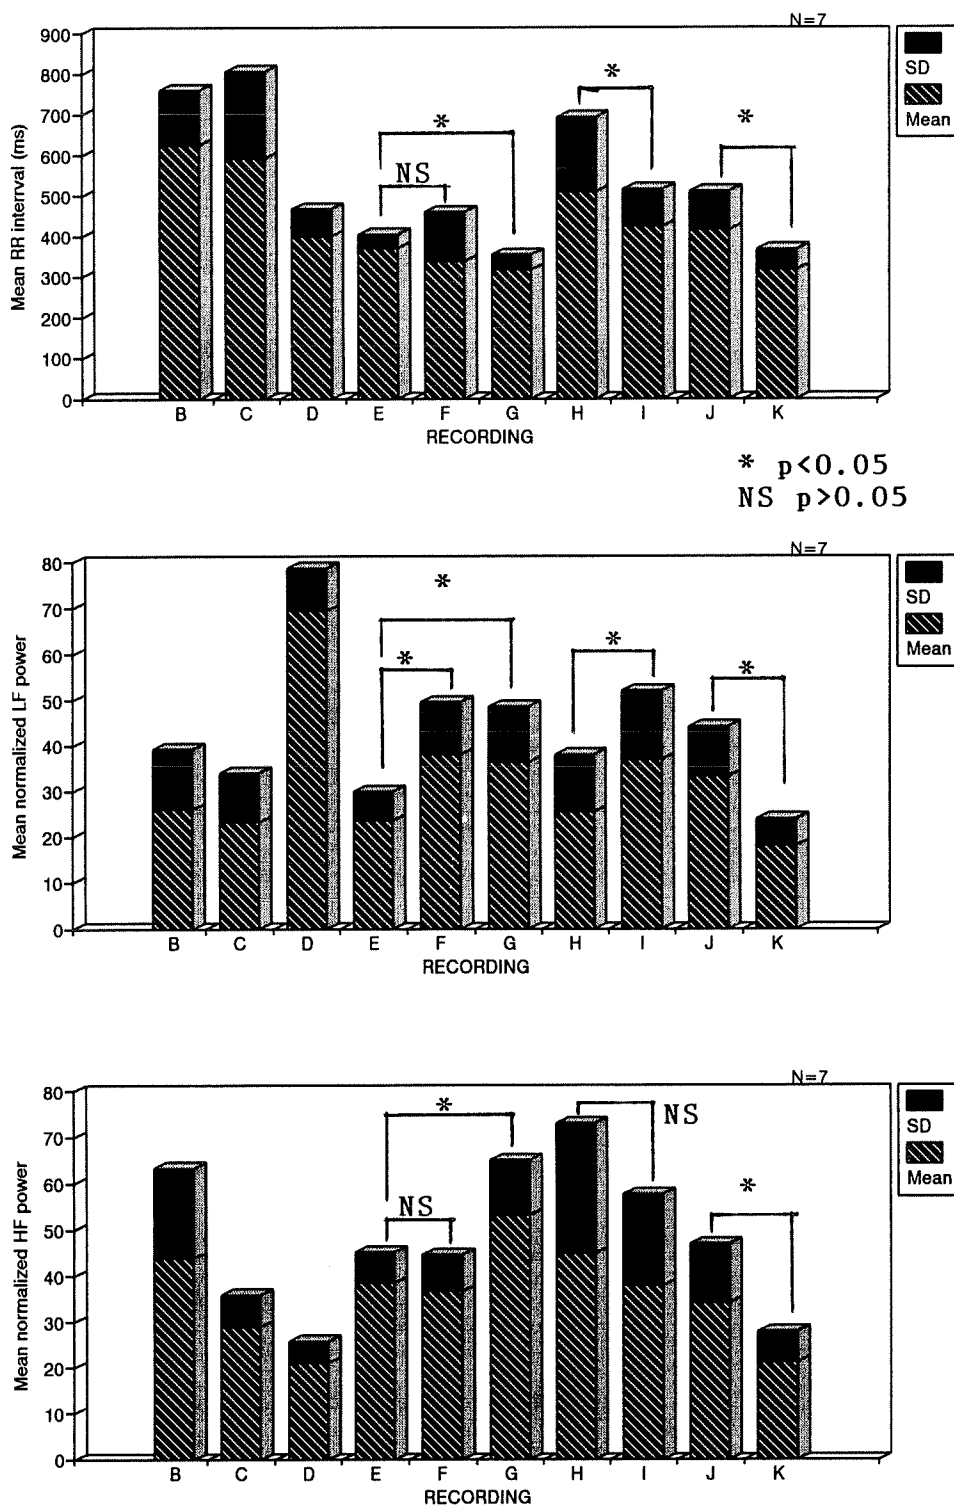 N=7
900
800
700
600
500
400
300
200
100
0
Mean RR interrval (ms)
SD
Mean
*
NS
*
*
*
B C D E F G H I J K
RECORDING
* p<0.05
NS p>0.05
N=7
80
70
60
50
40
30
20
10
0
Mean normalized LF power
SD
Mean
*
*
*
*
B C D E F G H I J K
RECORDING
N=7
80
70
60
50
40
30
20
10
0
Mean normalized HF power
SD
Mean
*
NS
NS
*
B C D E F G H I J K
RECORDING